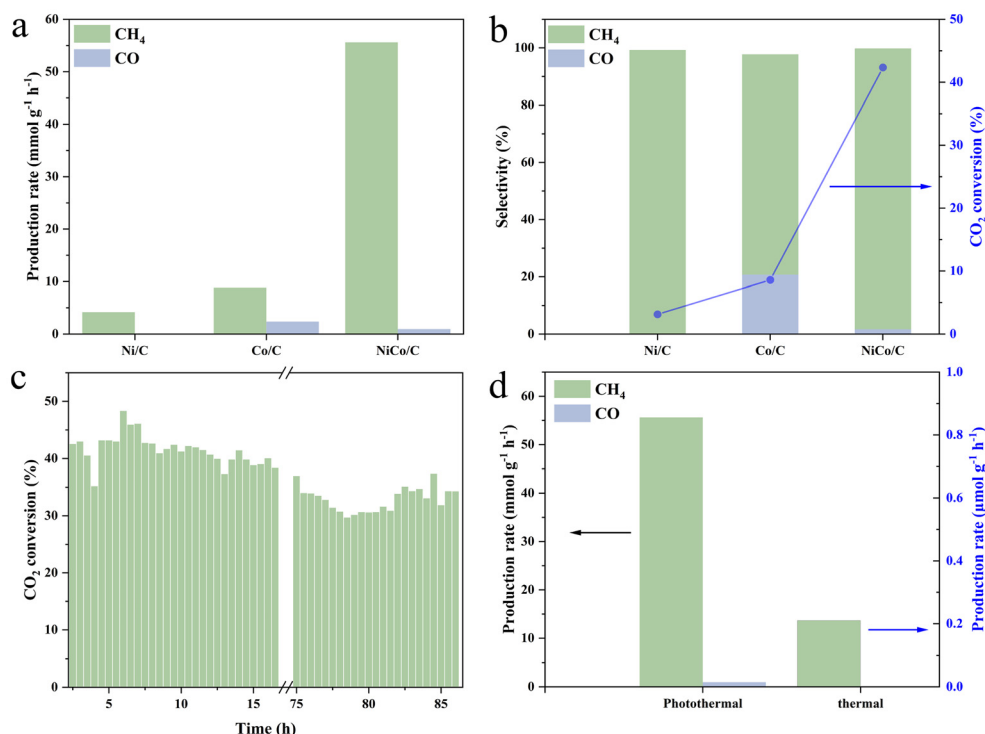 a
CH₄
CO
Production rate (mmol g⁻¹ h⁻¹)
60
50
40
30
20
10
0
Ni/C
Co/C
NiCo/C
b
CH₄
CO
Selectivity (%)
100
80
60
40
20
0
CO₂ conversion (%)
50
40
30
20
10
0
Ni/C
Co/C
NiCo/C
c
CO₂ conversion (%)
50
40
30
20
10
0
5
10
15
75
80
85
Time (h)
d
CH₄
CO
Production rate (mmol g⁻¹ h⁻¹)
60
50
40
30
20
10
0
Production rate (μmol g⁻¹ h⁻¹)
1.0
0.8
0.6
0.4
0.2
0.0
Photothermal
thermal